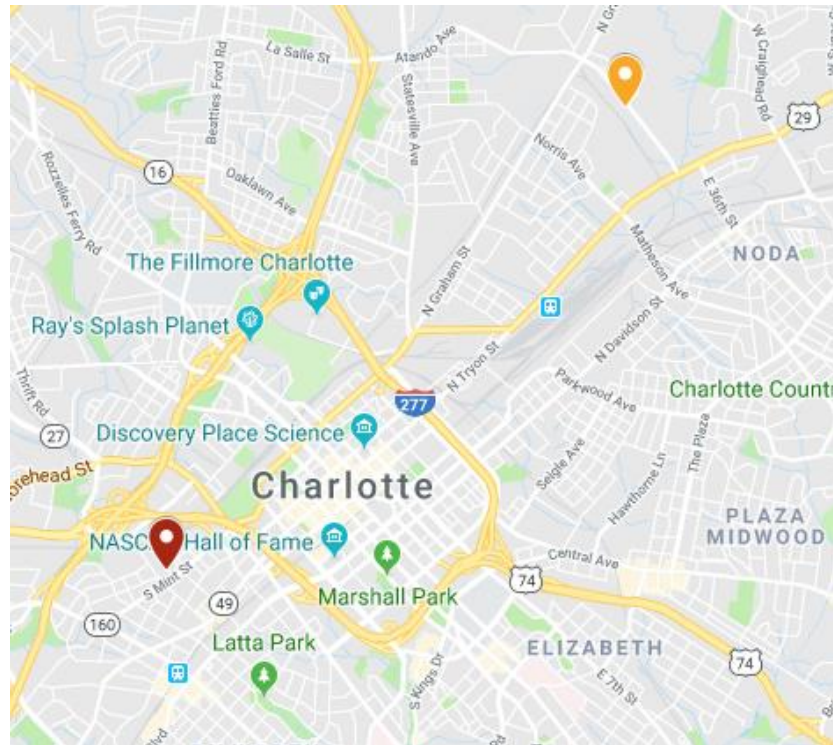 La Salle St
Atando Ave
N Gr
W Craighead Rd
Beatties Ford Rd
Statesville Ave
29
Norris Ave
16
Rozzelles Ferry Rd
Oaklawn Ave
E 36th St
Matheson Ave
NODA
The Fillmore Charlotte
N Graham St
Ray's Splash Planet
N Davidson St
N Tryon St
Thrift Rd
Parkwood Ave
Charlotte Countr
277
27
Discovery Place Science
The Plaza
Seigle Ave
Hawthorne Ln
orehead St
Charlotte
PLAZA
MIDWOOD
NASC Hall of Fame
Central Ave
S Mint St
74
49
Marshall Park
160
Latta Park
ELIZABETH
74
S Kings Dr
E 7th St
Blvd
Rd